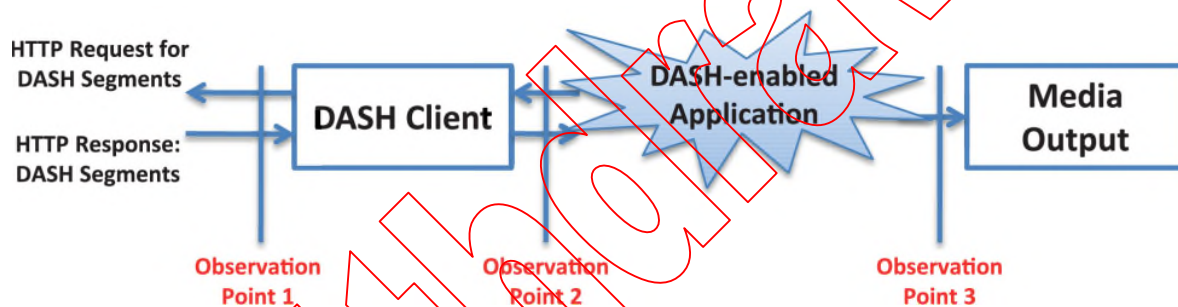 HTTP Request for
DASH Segments
HTTP Response:
DASH Segments
DASH Client
DASH-enabled
Application
Media
Output
Observation
Point 1
Observation
Point 2
Observation
Point 3